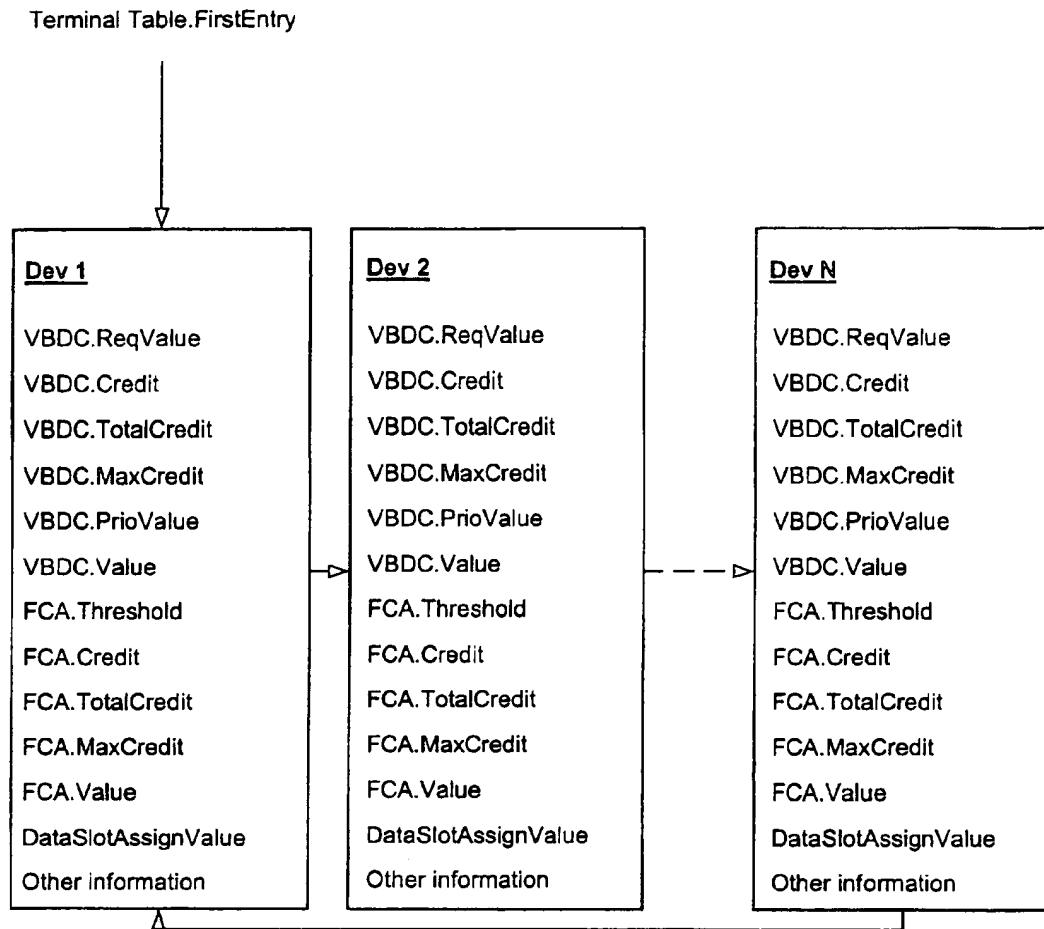 Terminal Table.FirstEntry
Dev 1
VBDC.ReqValue
VBDC.Credit
VBDC.TotalCredit
VBDC.MaxCredit
VBDC.PrioValue
VBDC.Value
FCA.Threshold
FCA.Credit
FCA.TotalCredit
FCA.MaxCredit
FCA.Value
DataSlotAssignValue
Other information
Dev 2
VBDC.ReqValue
VBDC.Credit
VBDC.TotalCredit
VBDC.MaxCredit
VBDC.PrioValue
VBDC.Value
FCA.Threshold
FCA.Credit
FCA.TotalCredit
FCA.MaxCredit
FCA.Value
DataSlotAssignValue
Other information
Dev N
VBDC.ReqValue
VBDC.Credit
VBDC.TotalCredit
VBDC.MaxCredit
VBDC.PrioValue
VBDC.Value
FCA.Threshold
FCA.Credit
FCA.TotalCredit
FCA.MaxCredit
FCA.Value
DataSlotAssignValue
Other information